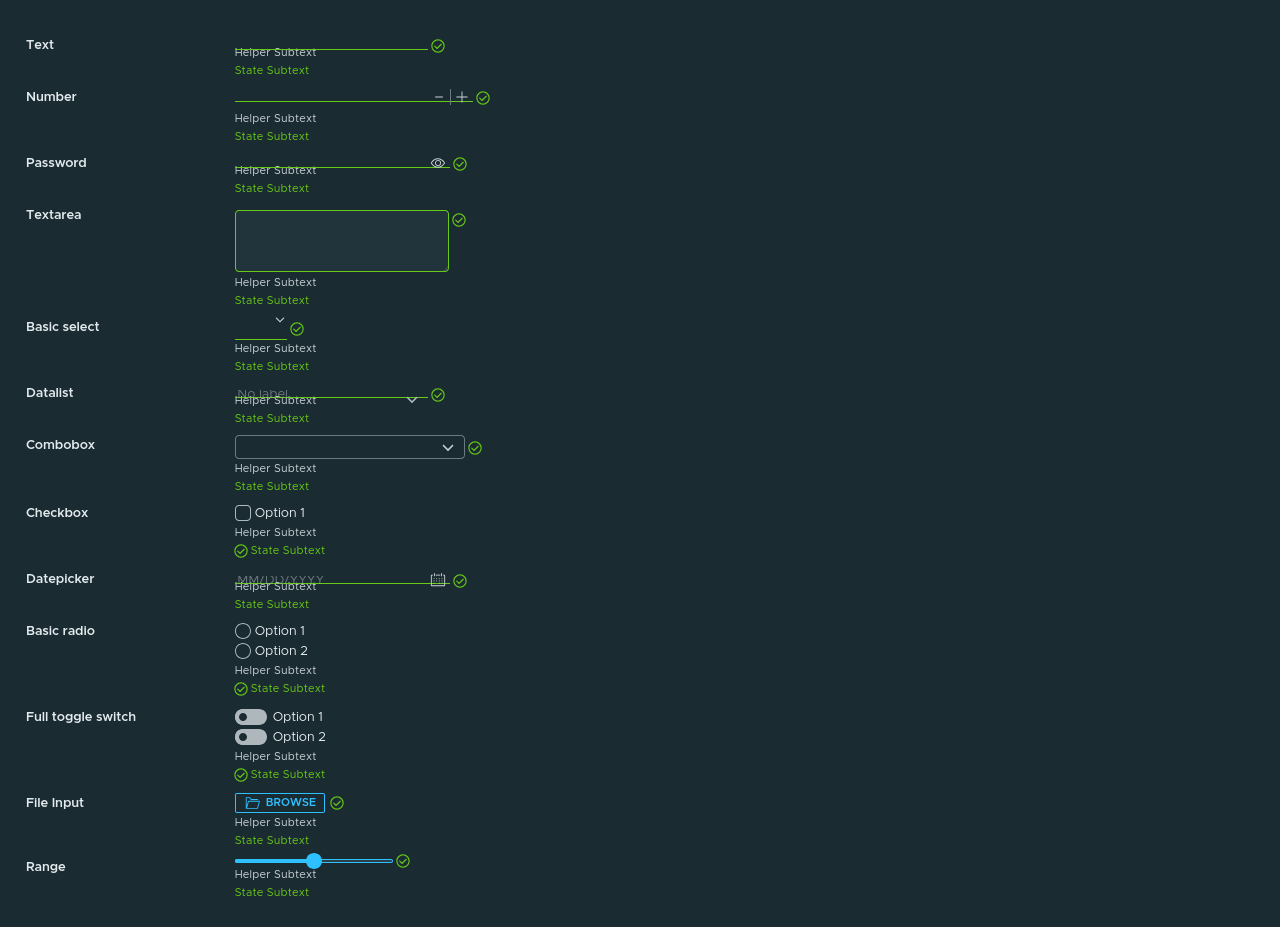 Text
Helper Subtext
State Subtext
Number
Helper Subtext
State Subtext
Password
Helper Subtext
State Subtext
Textarea
Helper Subtext
State Subtext
Basic select
Helper Subtext
State Subtext
Datalist
No label
Helper Subtext
State Subtext
Combobox
Helper Subtext
State Subtext
Checkbox
Option 1
Helper Subtext
State Subtext
Datepicker
MM/DD/YYYY
Helper Subtext
State Subtext
Basic radio
Option 1
Option 2
Helper Subtext
State Subtext
Full toggle switch
Option 1
Option 2
Helper Subtext
State Subtext
File Input
BROWSE
Helper Subtext
State Subtext
Range
Helper Subtext
State Subtext